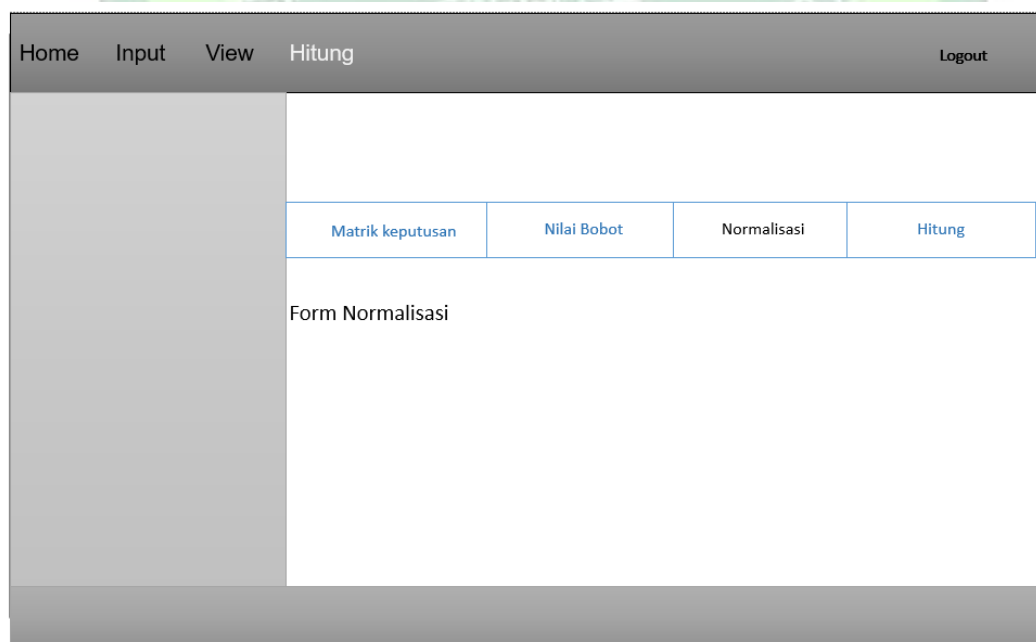 Home Input View Hitung Logout
Matrik keputusan Nilai Bobot Normalisasi Hitung
Form Normalisasi